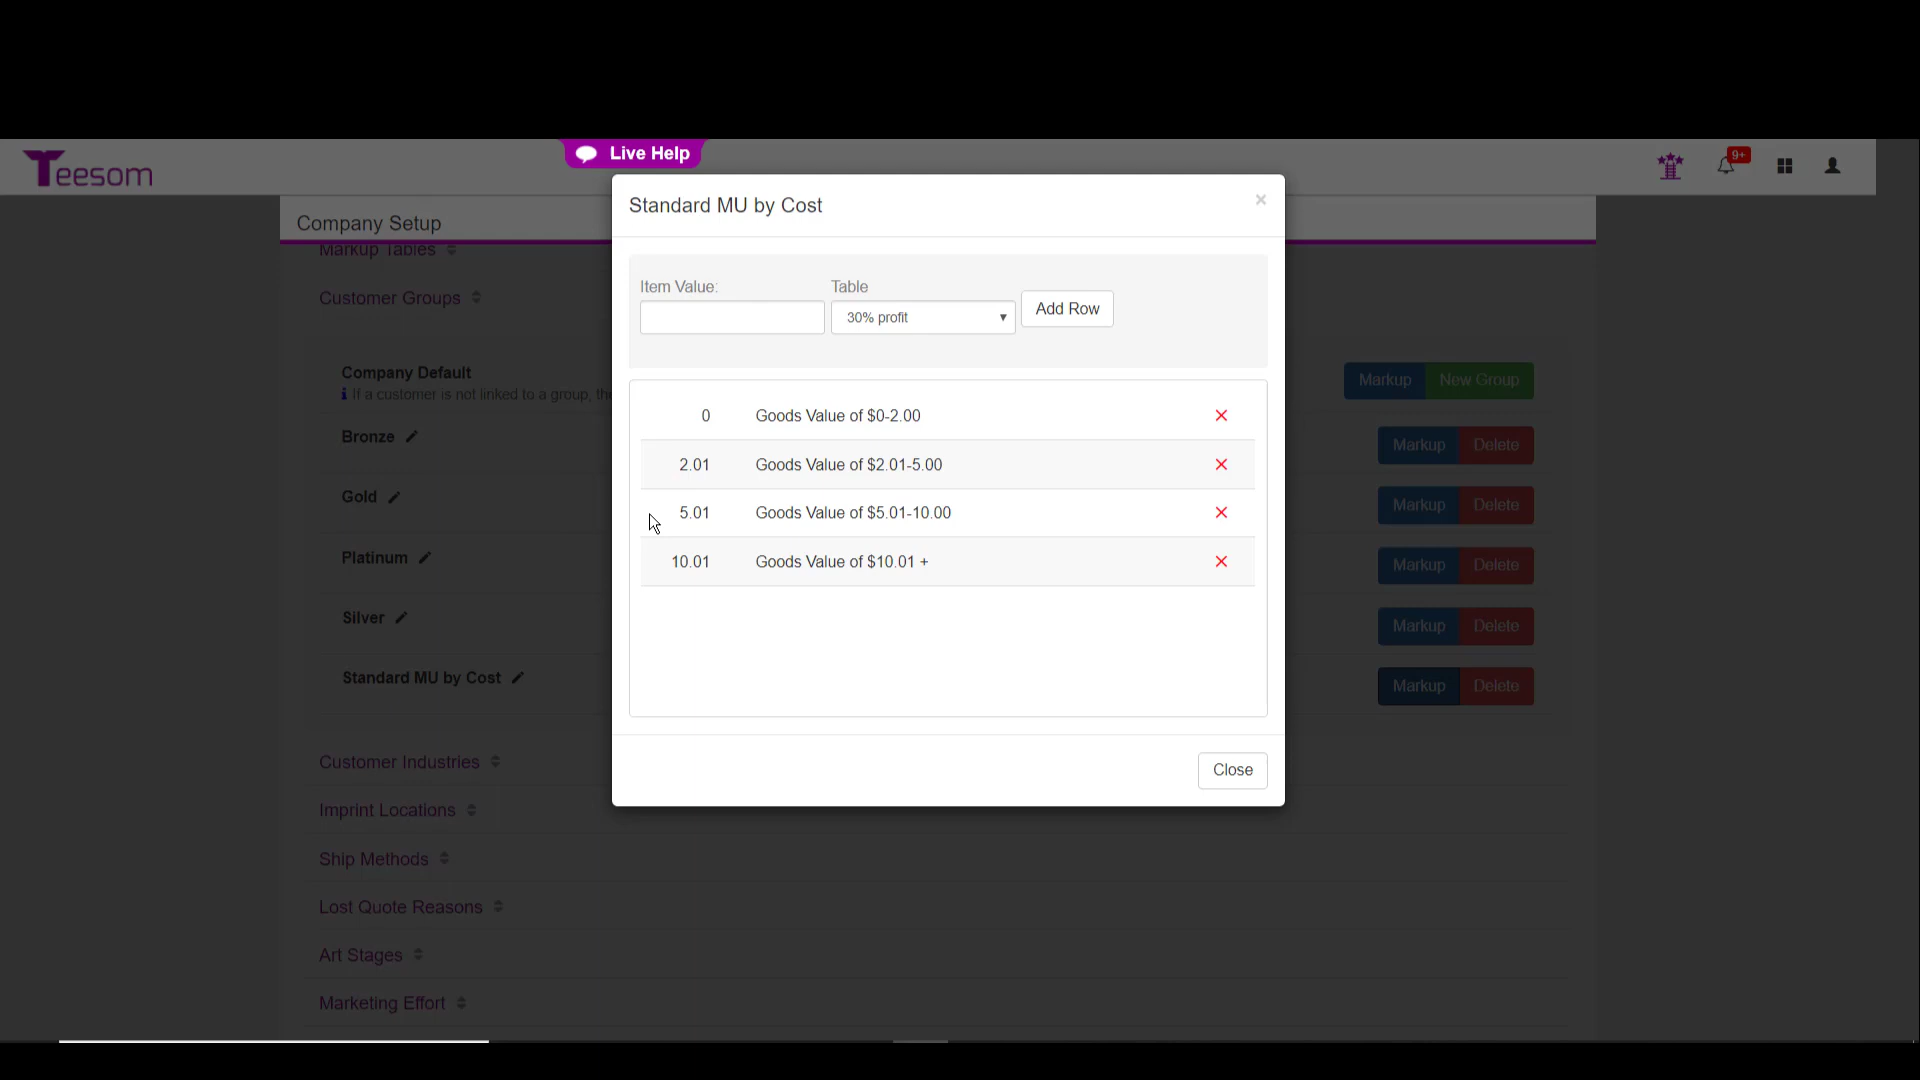 Teesom
Live Help
9+
Company Setup
Standard MU by Cost
×
Markup Tables
Customer Groups
Item Value:
Table
30% profit
Add Row
Company Default
If a customer is not linked to a group, th
Markup
New Group
Bronze
Markup
Delete
Gold
Markup
Delete
Platinum
Markup
Delete
Silver
Markup
Delete
Standard MU by Cost
Markup
Delete
0 Goods Value of $0-2.00
2.01 Goods Value of $2.01-5.00
5.01 Goods Value of $5.01-10.00
10.01 Goods Value of $10.01 +
Close
Customer Industries
Imprint Locations
Ship Methods
Lost Quote Reasons
Art Stages
Marketing Effort